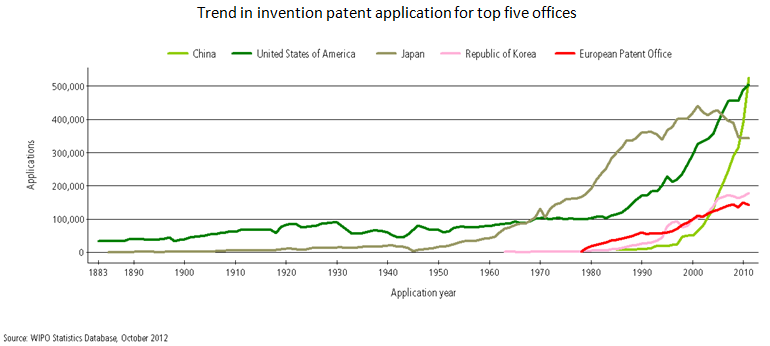 Trend in invention patent application for top five offices
China United States of America Japan Republic of Korea European Patent Office
500,000
400,000
300,000
200,000
100,000
0
Applications
1883 1890 1900 1910 1920 1930 1940 1950 1960 1970 1980 1990 2000 2010
Application year
Source: WIPO Statistics Database, October 2012